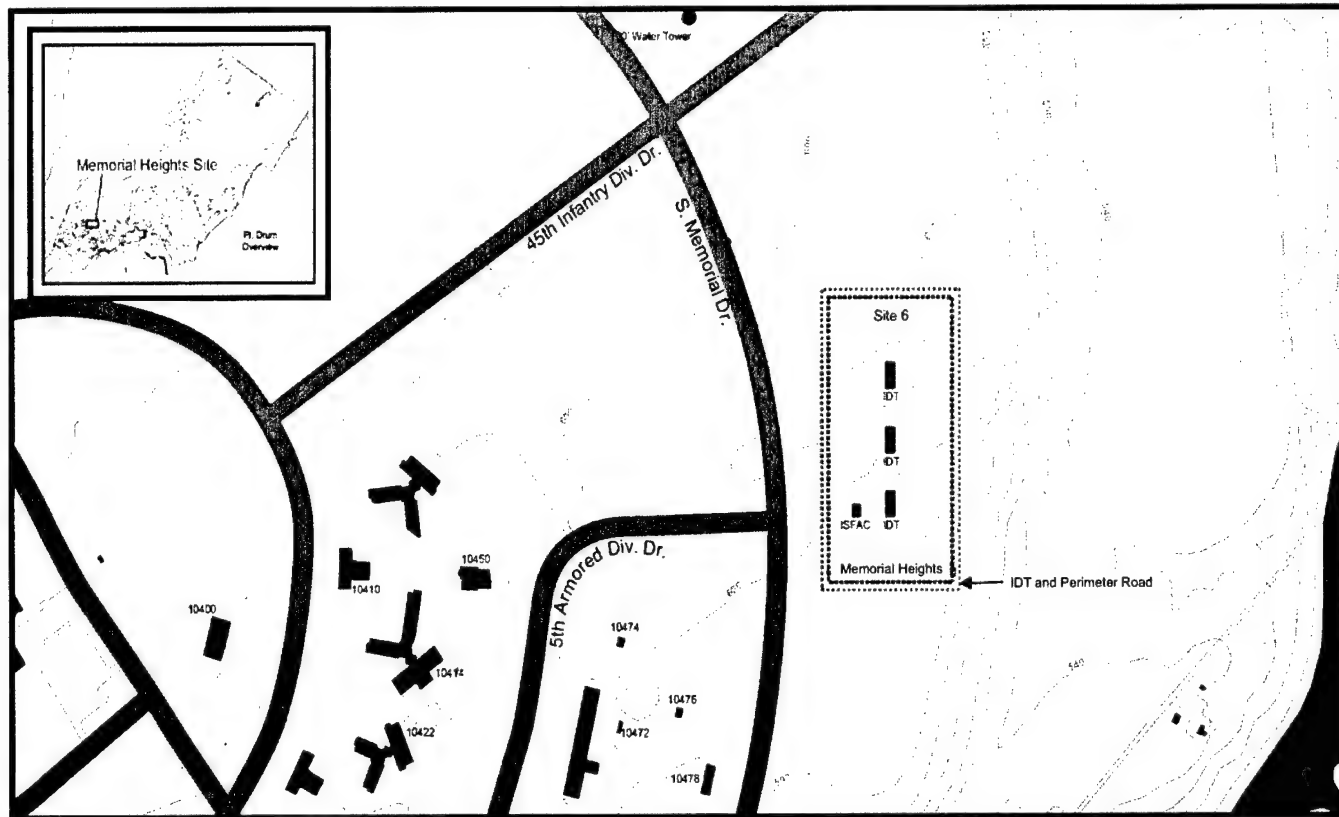 Water Tower
Memorial Heights Site
Ft. Drum
Overview
45th Infantry Div. Dr.
S. Memorial Dr.
Site 6
IDT
IDT
ISFAC
IDT
Memorial Heights
IDT and Perimeter Road
5th Armored Div. Dr.
10450
10410
10400
10474
10414
10476
10472
10422
10478